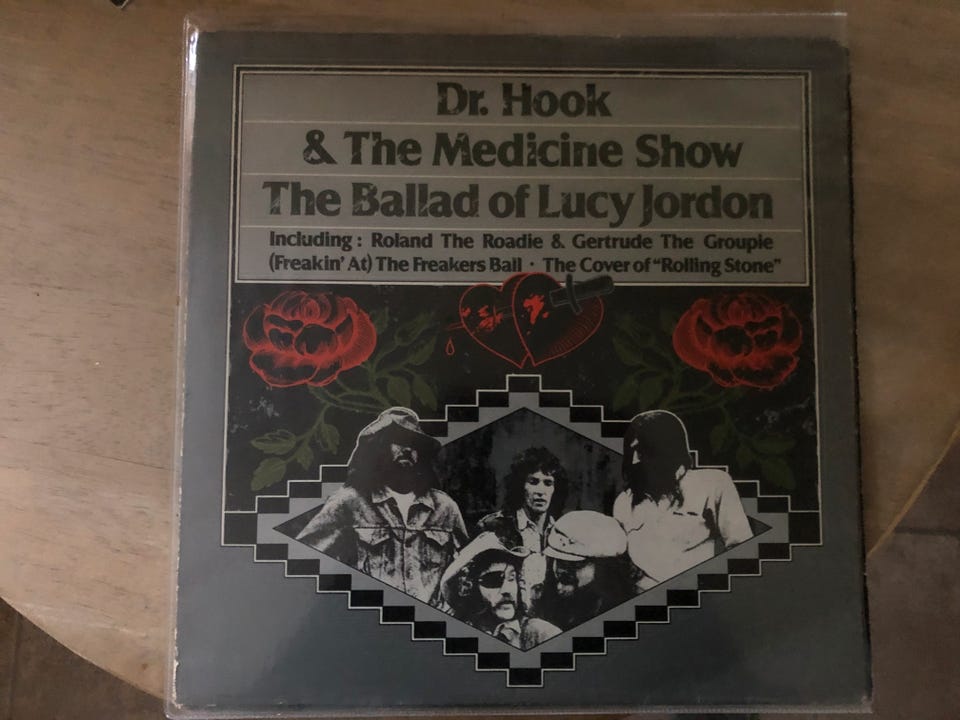 Dr. Hook
& The Medicine Show
The Ballad of Lucy Jordon
Including : Roland The Roadie & Gertrude The Groupie
(Freakin' At) The Freakers Ball · The Cover of "Rolling Stone"